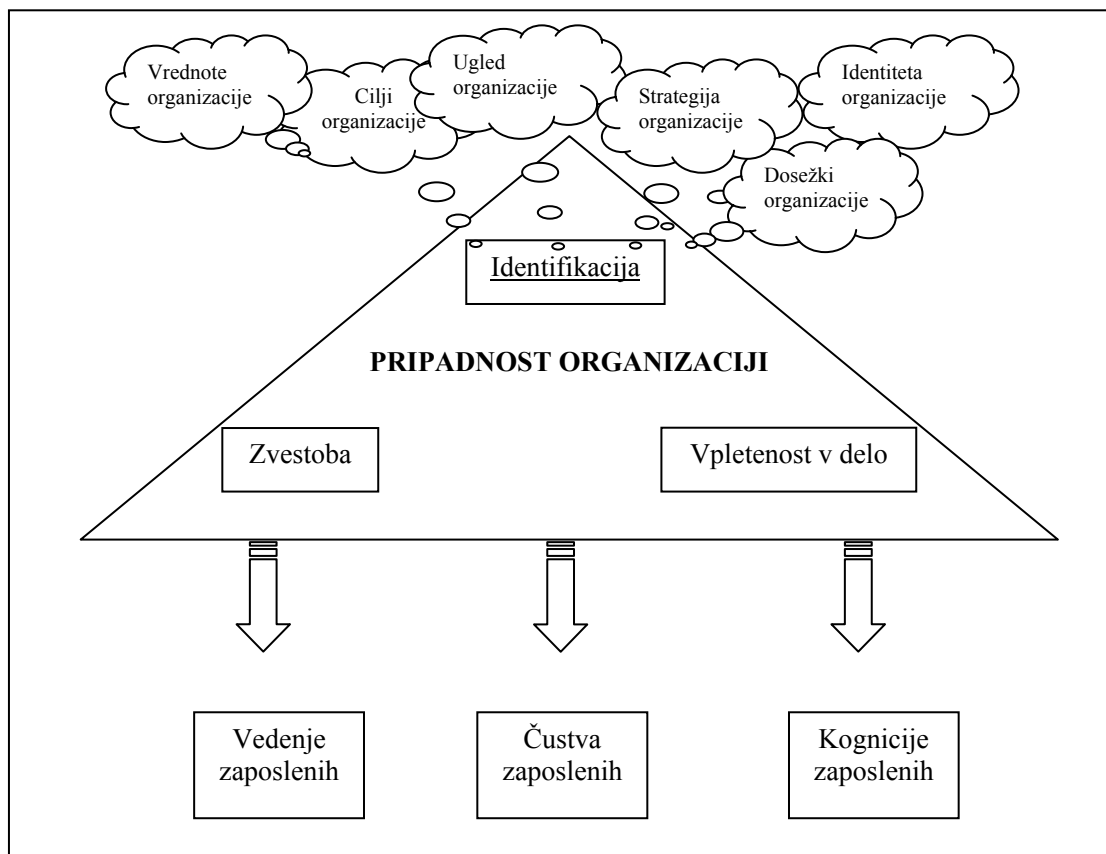 Vrednote
organizacije
Cilji
organizacije
Ugled
organizacije
Strategija
organizacije
Identiteta
organizacije
Dosežki
organizacije
Identifikacija
PRIPADNOST ORGANIZACIJI
Zvestoba
Vpletenost v delo
Vedenje
zaposlenih
Čustva
zaposlenih
Kognicije
zaposlenih